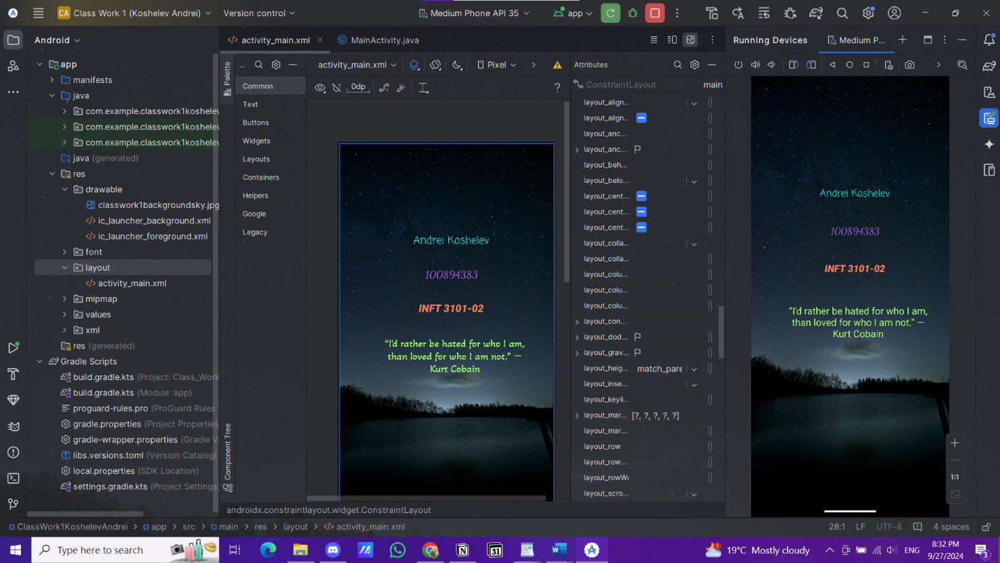 CA Class Work 1 (Koshelev Andrei)
Version control
Medium Phone API 35
app
Android
activity_main.xml
MainActivity.java
Running Devices
Medium P...
app
manifests
java
com.example.classwork1koshelev
com.example.classwork1koshelev
com.example.classwork1koshelev
java (generated)
res
drawable
classwork1backgroundsky.jpg
ic_launcher_background.xml
ic_launcher_foreground.xml
font
layout
activity_main.xml
mipmap
values
xml
res (generated)
Gradle Scripts
build.gradle.kts (Project: Class_Work
build.gradle.kts (Module :app)
proguard-rules.pro (ProGuard Rules
gradle.properties (Project Properties
gradle-wrapper.properties (Gradle V
libs.versions.toml (Version Catalog)
local.properties (SDK Location)
settings.gradle.kts (Project Settings
Palette
Component Tree
...
Common
Text
Buttons
Widgets
Layouts
Containers
Helpers
Google
Legacy
activity_main.xml
Pixel
0dp
?
Andrei Koshelev
100894383
INFT 3101-02
“I'd rather be hated for who I am,
than loved for who I am not.” —
Kurt Cobain
Attributes
ConstraintLayout
main
layout_align...
layout_align...
layout_anc...
layout_anc...
layout_beh...
layout_belo...
layout_cent...
layout_cent...
layout_cent...
layout_colla...
layout_colla...
layout_colu...
layout_colu...
layout_colu...
layout_con...
layout_dod...
layout_grav...
layout_heig... match_pare
layout_inse...
layout_keyli...
layout_mar... [?, ?, ?, ?, ?]
layout_mar...
layout_row
layout_row...
layout_rowWe
layout_scro...
Andrei Koshelev
100894383
INFT 3101-02
“I'd rather be hated for who I am,
than loved for who I am not.” —
Kurt Cobain
1:1
androidx.constraintlayout.widget.ConstraintLayout
ClassWork1KoshelevAndrei > app > src > main > res > layout > activity_main.xml
28:1 LF UTF-8 4 spaces
Type here to search
31
1
19°C Mostly cloudy
ENG
8:32 PM
9/27/2024
3